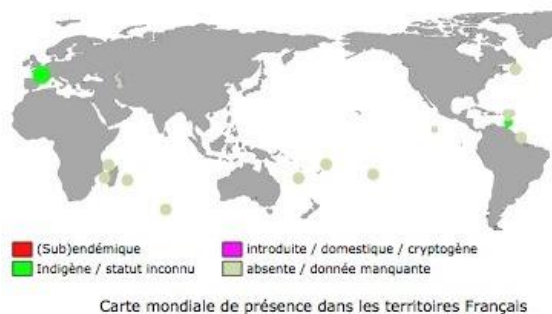 (Sub)endémique
introduite / domestique / cryptogène
Indigène / statut inconnu
absente / donnée manquante
Carte mondiale de présence dans les territoires Français